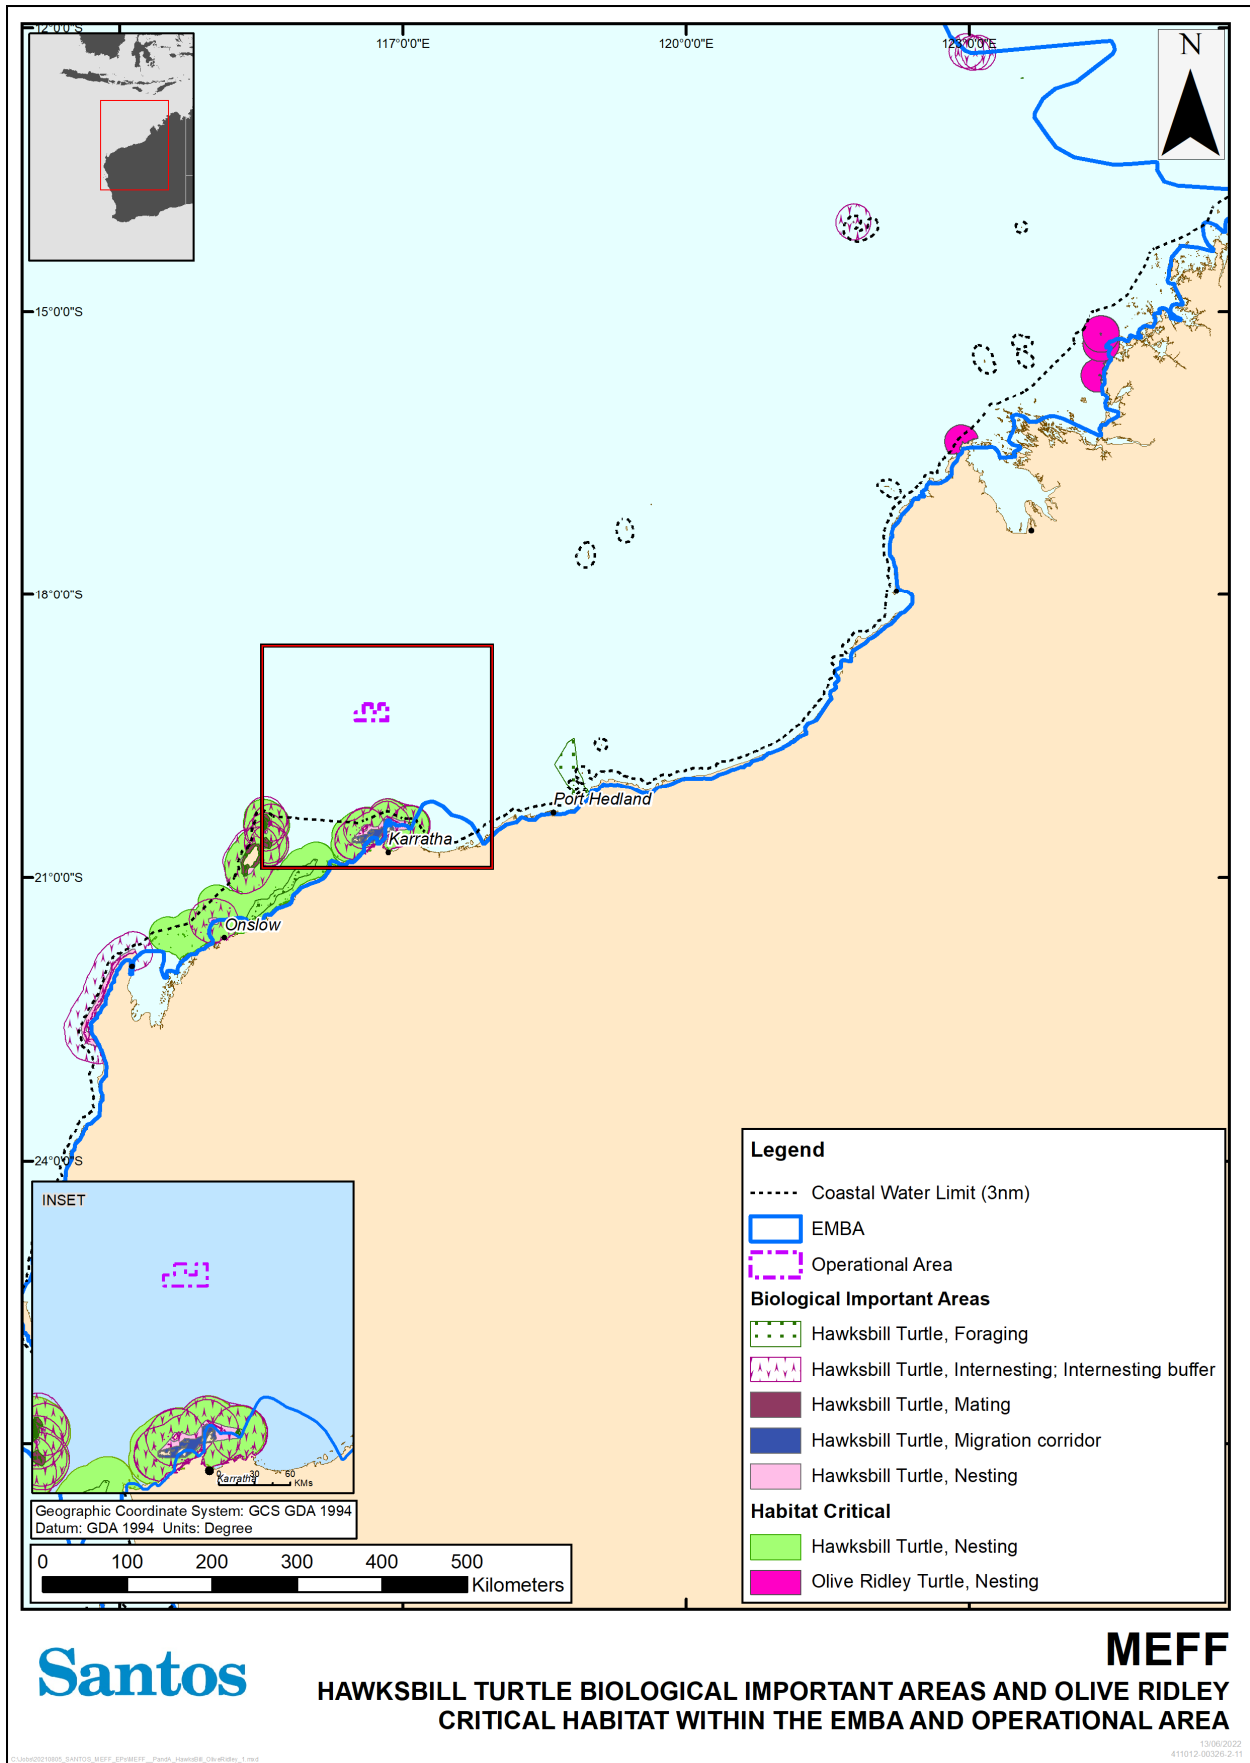 12°0'0"S
117°0'0"E
120°0'0"E
123°0'0"E
N
15°0'0"S
18°0'0"S
Port Hedland
Karratha
21°0'0"S
Onslow
24°0'0"S
INSET
Karratha
0 30 60
KMs
Geographic Coordinate System: GCS GDA 1994
Datum: GDA 1994 Units: Degree
0 100 200 300 400 500
Kilometers
Legend
Coastal Water Limit (3nm)
EMBA
Operational Area
Biological Important Areas
Hawksbill Turtle, Foraging
Hawksbill Turtle, Internesting; Internesting buffer
Hawksbill Turtle, Mating
Hawksbill Turtle, Migration corridor
Hawksbill Turtle, Nesting
Habitat Critical
Hawksbill Turtle, Nesting
Olive Ridley Turtle, Nesting
Santos
MEFF
HAWKSBILL TURTLE BIOLOGICAL IMPORTANT AREAS AND OLIVE RIDLEY
CRITICAL HABITAT WITHIN THE EMBA AND OPERATIONAL AREA
13/06/2022